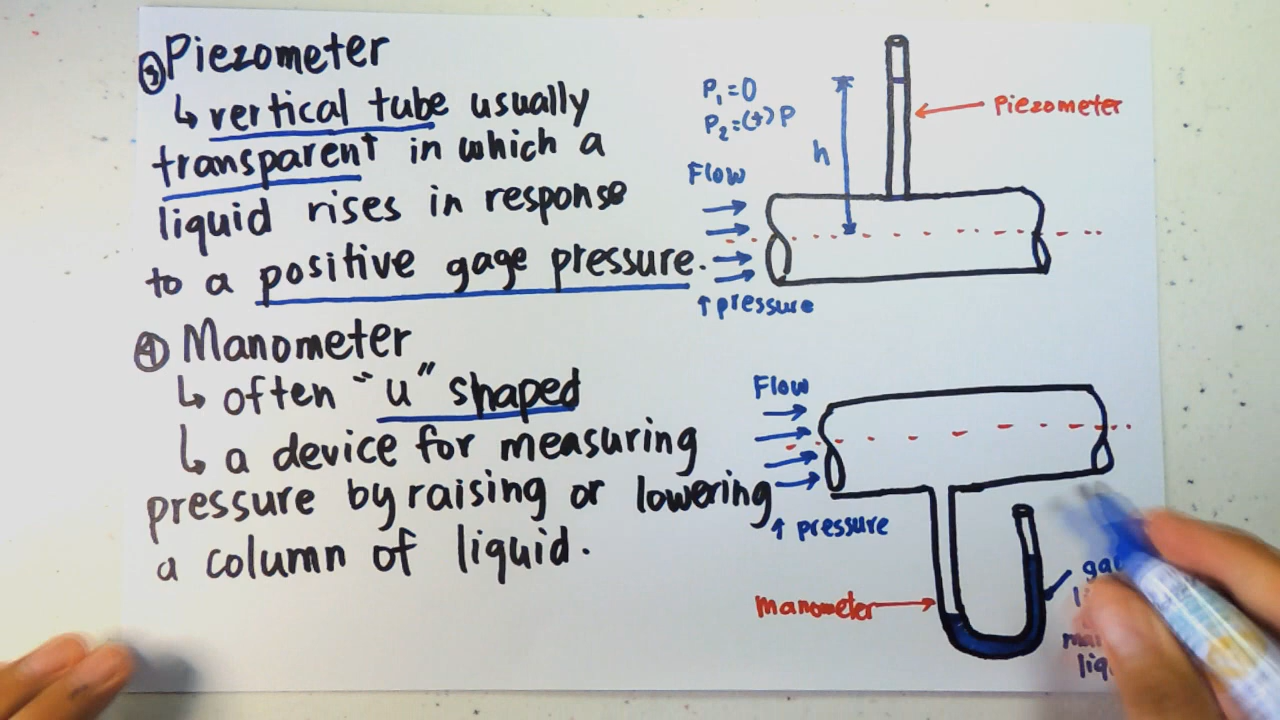 ③ Piezometer
↳ vertical tube usually
transparent in which a
liquid rises in response
to a positive gage pressure.
P₁=0
P₂=(+)P
h
Piezometer
Flow
↑ pressure
④ Manometer
↳ often "u" shaped
↳ a device for measuring
pressure by raising or lowering
a column of liquid.
Flow
↑ pressure
manometer